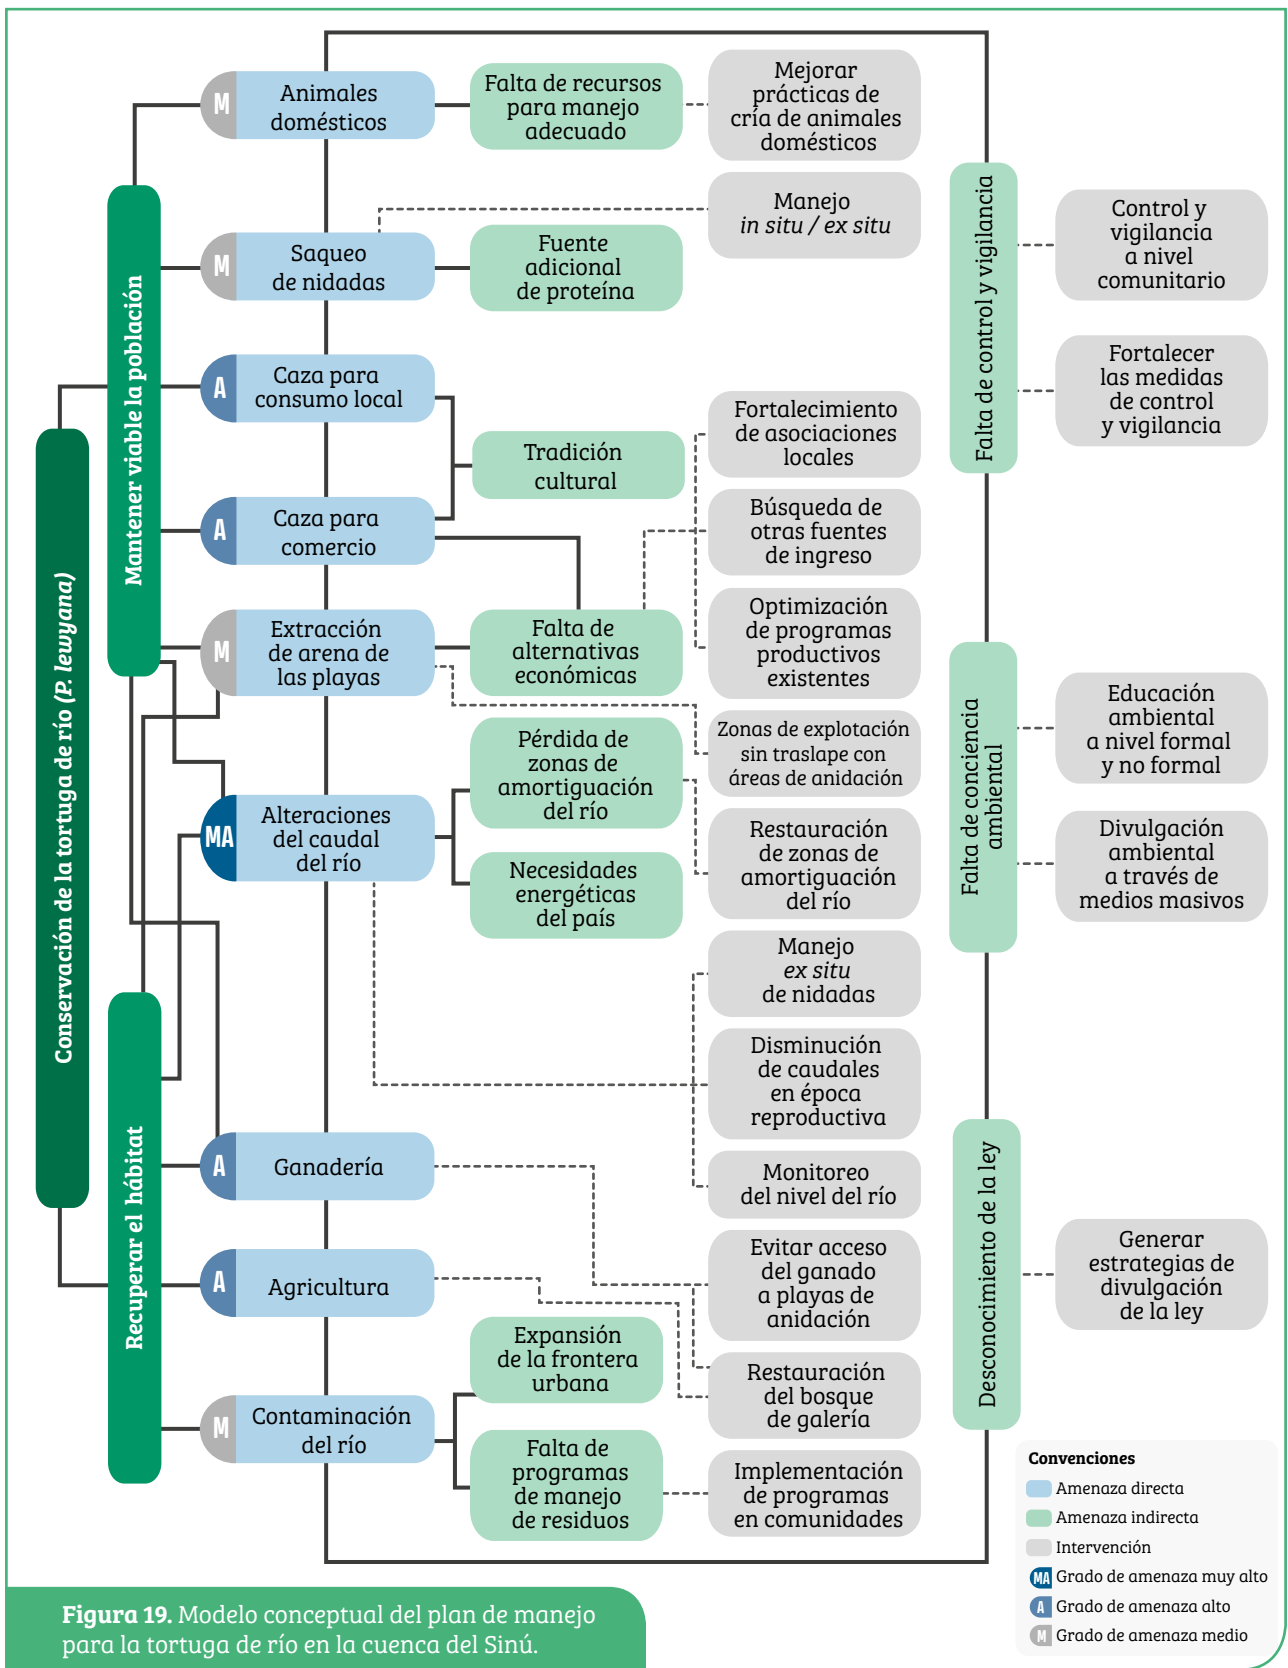 Conservación de la tortuga de río (P. lewyana)
Mantener viable la población
Recuperar el hábitat
M
Animales
domésticos
Falta de recursos
para manejo
adecuado
Mejorar
prácticas de
cría de animales
domésticos
M
Saqueo
de nidadas
Fuente
adicional
de proteína
Manejo
in situ / ex situ
A
Caza para
consumo local
A
Caza para
comercio
Tradición
cultural
Fortalecimiento
de asociaciones
locales
Búsqueda de
otras fuentes
de ingreso
Optimización
de programas
productivos
existentes
M
Extracción
de arena de
las playas
Falta de
alternativas
económicas
Zonas de explotación
sin traslape con
áreas de anidación
MA
Alteraciones
del caudal
del río
Pérdida de
zonas de
amortiguación
del río
Necesidades
energéticas
del país
Restauración
de zonas de
amortiguación
del río
Manejo
ex situ
de nidadas
Disminución
de caudales
en época
reproductiva
Monitoreo
del nivel del río
A
Ganadería
Evitar acceso
del ganado
a playas de
anidación
A
Agricultura
Restauración
del bosque
de galería
M
Contaminación
del río
Expansión
de la frontera
urbana
Falta de
programas
de manejo
de residuos
Implementación
de programas
en comunidades
Falta de control y vigilancia
Control y
vigilancia
a nivel
comunitario
Fortalecer
las medidas
de control
y vigilancia
Falta de conciencia
ambiental
Educación
ambiental
a nivel formal
y no formal
Divulgación
ambiental
a través de
medios masivos
Desconocimiento de la ley
Generar
estrategias de
divulgación
de la ley
Convenciones
Amenaza directa
Amenaza indirecta
Intervención
MA Grado de amenaza muy alto
A Grado de amenaza alto
M Grado de amenaza medio
Figura 19. Modelo conceptual del plan de manejo
para la tortuga de río en la cuenca del Sinú.